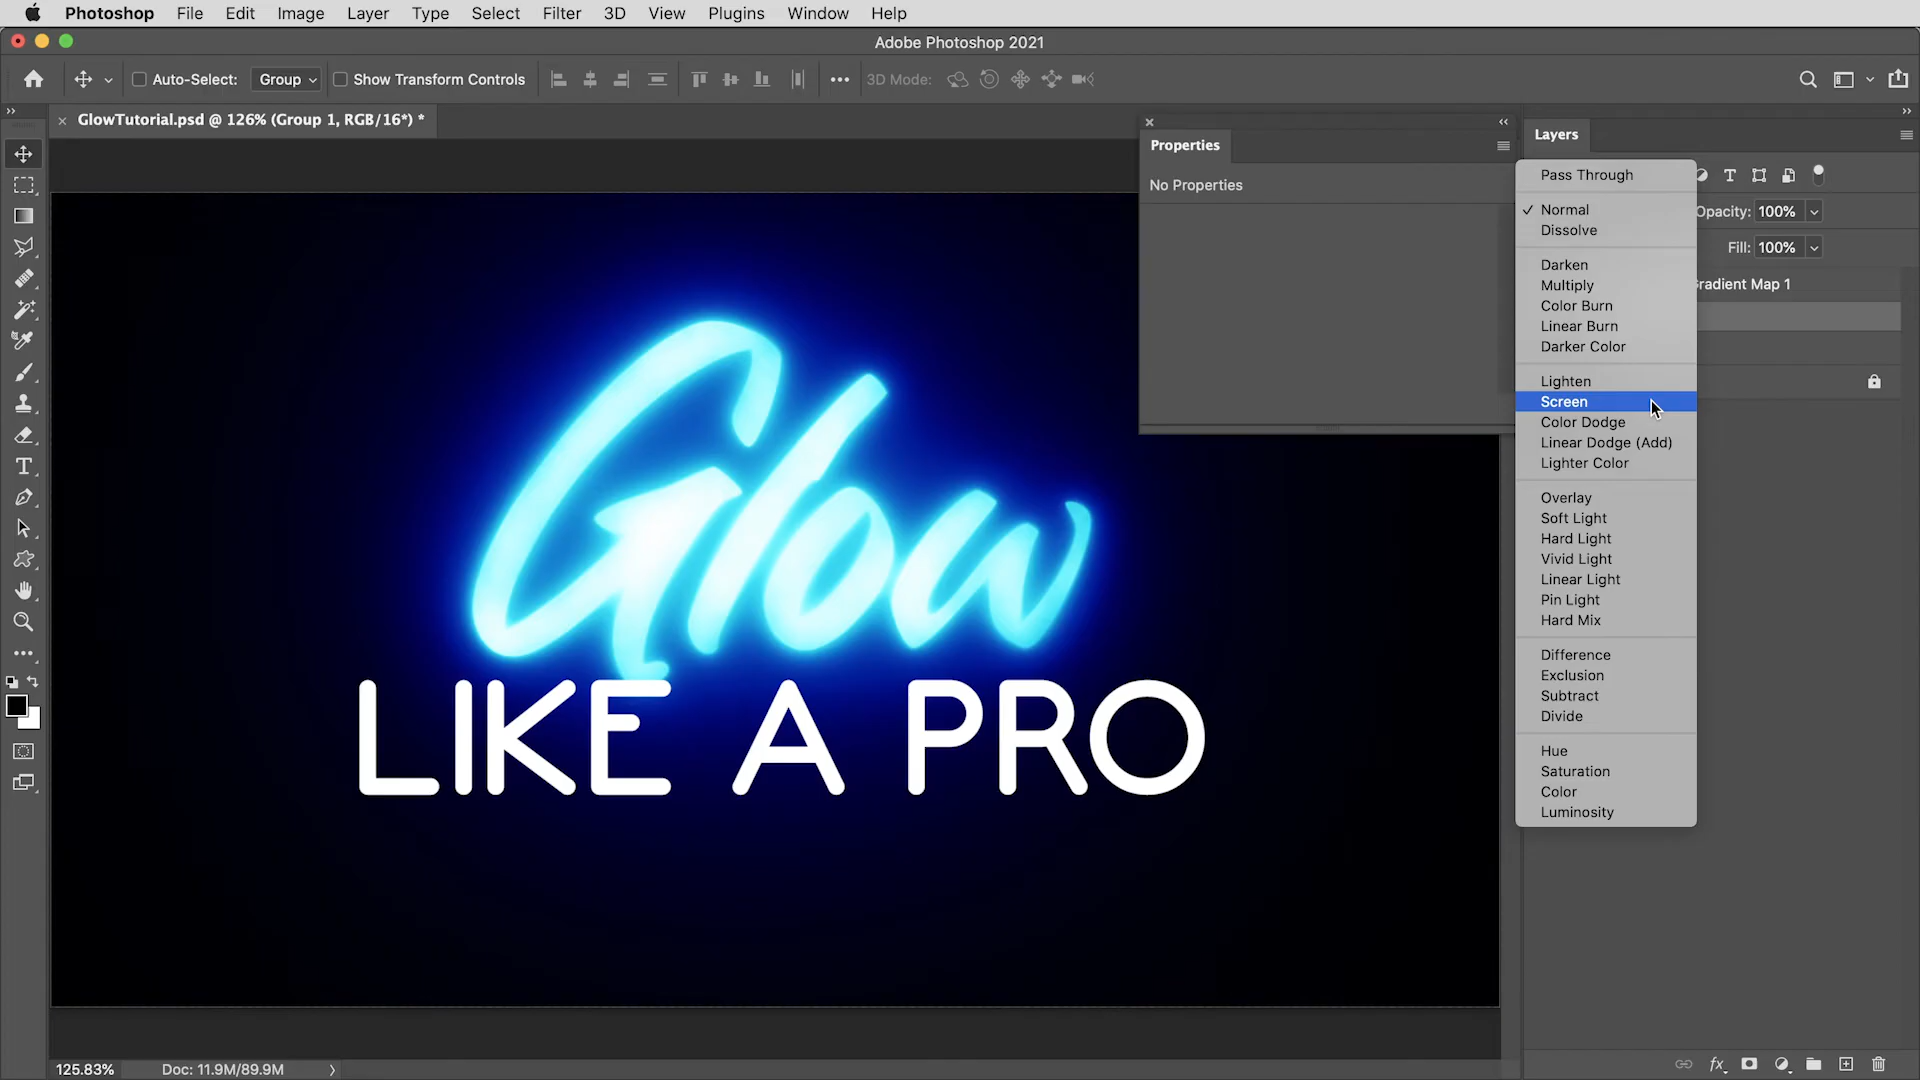 Photoshop File Edit Image Layer Type Select Filter 3D View Plugins Window Help
Adobe Photoshop 2021
Auto-Select: Group Show Transform Controls 3D Mode:
GlowTutorial.psd @ 126% (Group 1, RGB/16*) *
Properties
No Properties
Layers
Pass Through
Normal
Dissolve
Darken
Multiply
Color Burn
Linear Burn
Darker Color
Lighten
Screen
Color Dodge
Linear Dodge (Add)
Lighter Color
Overlay
Soft Light
Hard Light
Vivid Light
Linear Light
Pin Light
Hard Mix
Difference
Exclusion
Subtract
Divide
Hue
Saturation
Color
Luminosity
Opacity: 100%
Fill: 100%
Gradient Map 1
Glow
LIKE A PRO
125.83% Doc: 11.9M/89.9M
fx